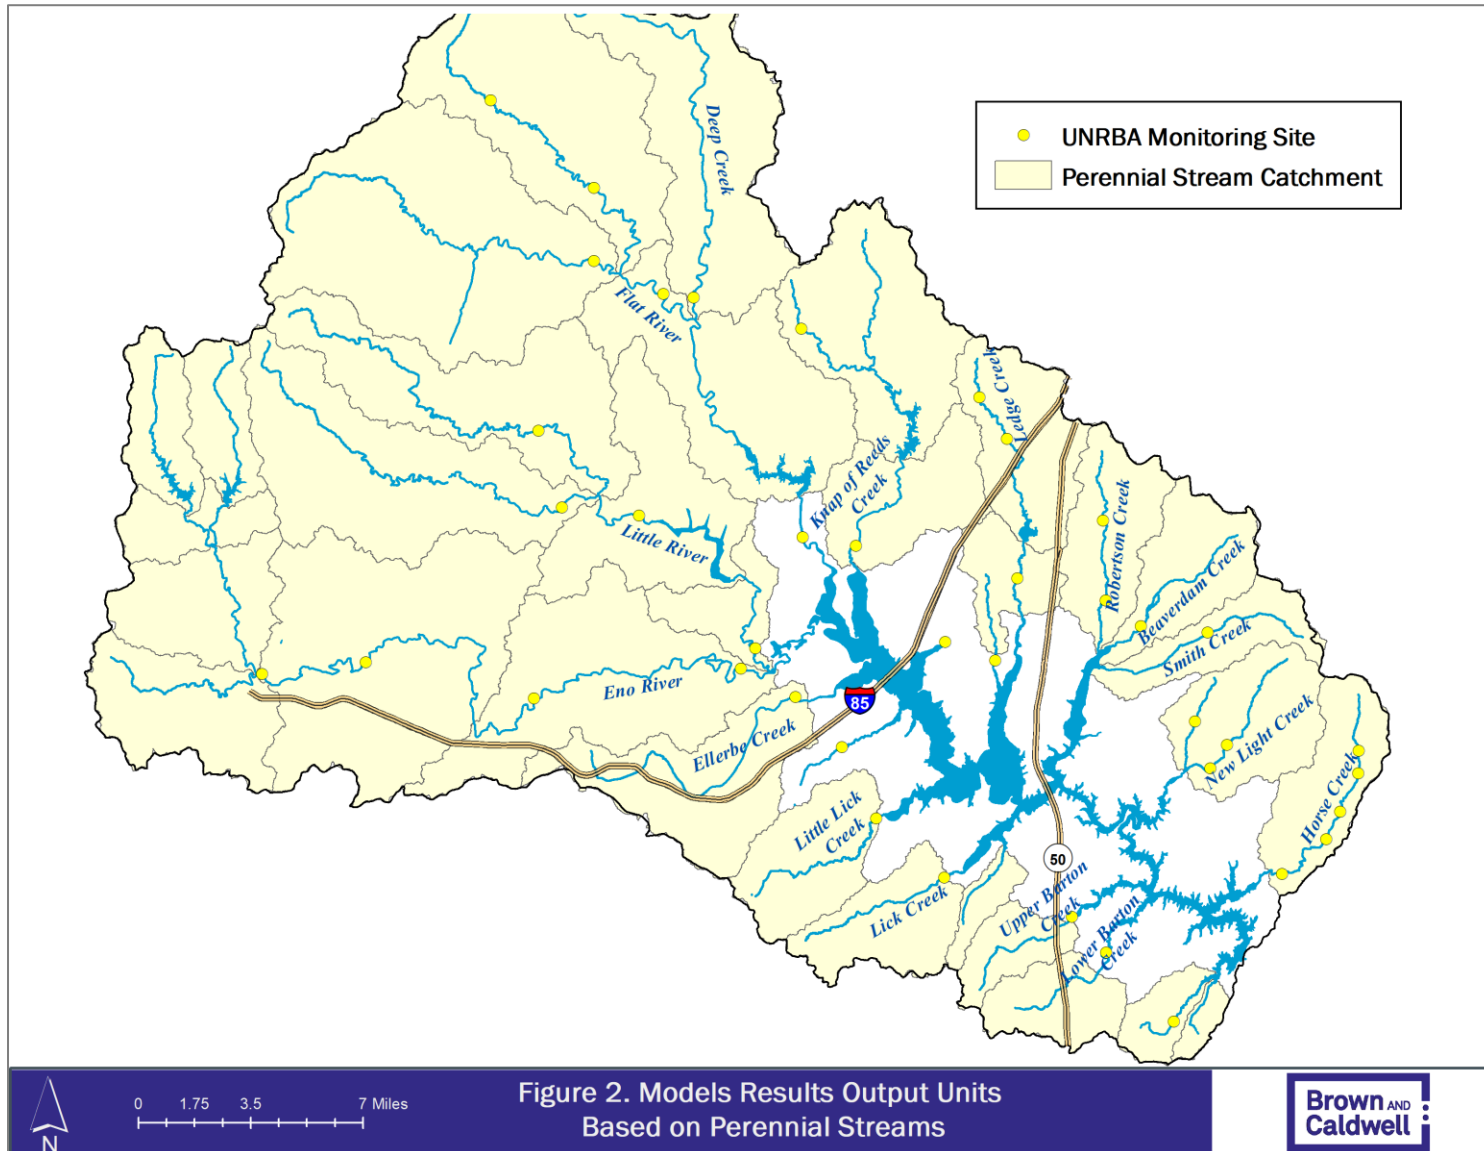 Deep Creek
UNRBA Monitoring Site
Perennial Stream Catchment
Flat River
Ledge Creek
Knap of Reeds
Creek
Little River
Robertson Creek
Beaverdam Creek
Smith Creek
Eno River
85
Ellerbe Creek
New Light Creek
Horse Creek
Little Lick
Creek
50
Lick Creek
Upper Barton
Creek
Lower Barton
Creek
N
0 1.75 3.5 7 Miles
Figure 2. Models Results Output Units
Based on Perennial Streams
Brown AND
Caldwell